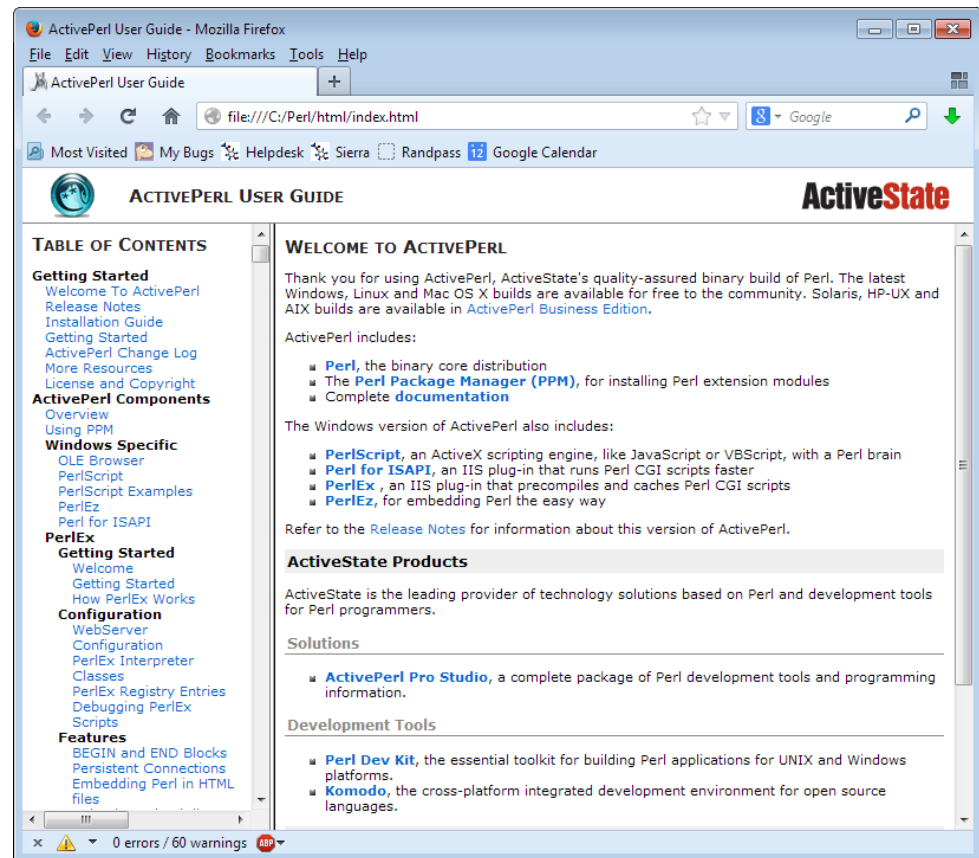 ActivePerl User Guide - Mozilla Firefox
File Edit View History Bookmarks Tools Help
ActivePerl User Guide +
file:///C:/Perl/html/index.html 8 Google
Most Visited My Bugs Helpdesk Sierra Randpass 12 Google Calendar
ACTIVEPERL USER GUIDE
ActiveState
TABLE OF CONTENTS
Getting Started
Welcome To ActivePerl
Release Notes
Installation Guide
Getting Started
ActivePerl Change Log
More Resources
License and Copyright
ActivePerl Components
Overview
Using PPM
Windows Specific
OLE Browser
PerlScript
PerlScript Examples
PerlEz
Perl for ISAPI
PerlEx
Getting Started
Welcome
Getting Started
How PerlEx Works
Configuration
WebServer
Configuration
PerlEx Interpreter
Classes
PerlEx Registry Entries
Debugging PerlEx
Scripts
Features
BEGIN and END Blocks
Persistent Connections
Embedding Perl in HTML
files
WELCOME TO ACTIVEPERL
Thank you for using ActivePerl, ActiveState's quality-assured binary build of Perl. The latest
Windows, Linux and Mac OS X builds are available for free to the community. Solaris, HP-UX and
AIX builds are available in ActivePerl Business Edition.
ActivePerl includes:
Perl, the binary core distribution
The Perl Package Manager (PPM), for installing Perl extension modules
Complete documentation
The Windows version of ActivePerl also includes:
PerlScript, an ActiveX scripting engine, like JavaScript or VBScript, with a Perl brain
Perl for ISAPI, an IIS plug-in that runs Perl CGI scripts faster
PerlEx , an IIS plug-in that precompiles and caches Perl CGI scripts
PerlEz, for embedding Perl the easy way
Refer to the Release Notes for information about this version of ActivePerl.
ActiveState Products
ActiveState is the leading provider of technology solutions based on Perl and development tools
for Perl programmers.
Solutions
ActivePerl Pro Studio, a complete package of Perl development tools and programming
information.
Development Tools
Perl Dev Kit, the essential toolkit for building Perl applications for UNIX and Windows
platforms.
Komodo, the cross-platform integrated development environment for open source
languages.
0 errors / 60 warnings ABP